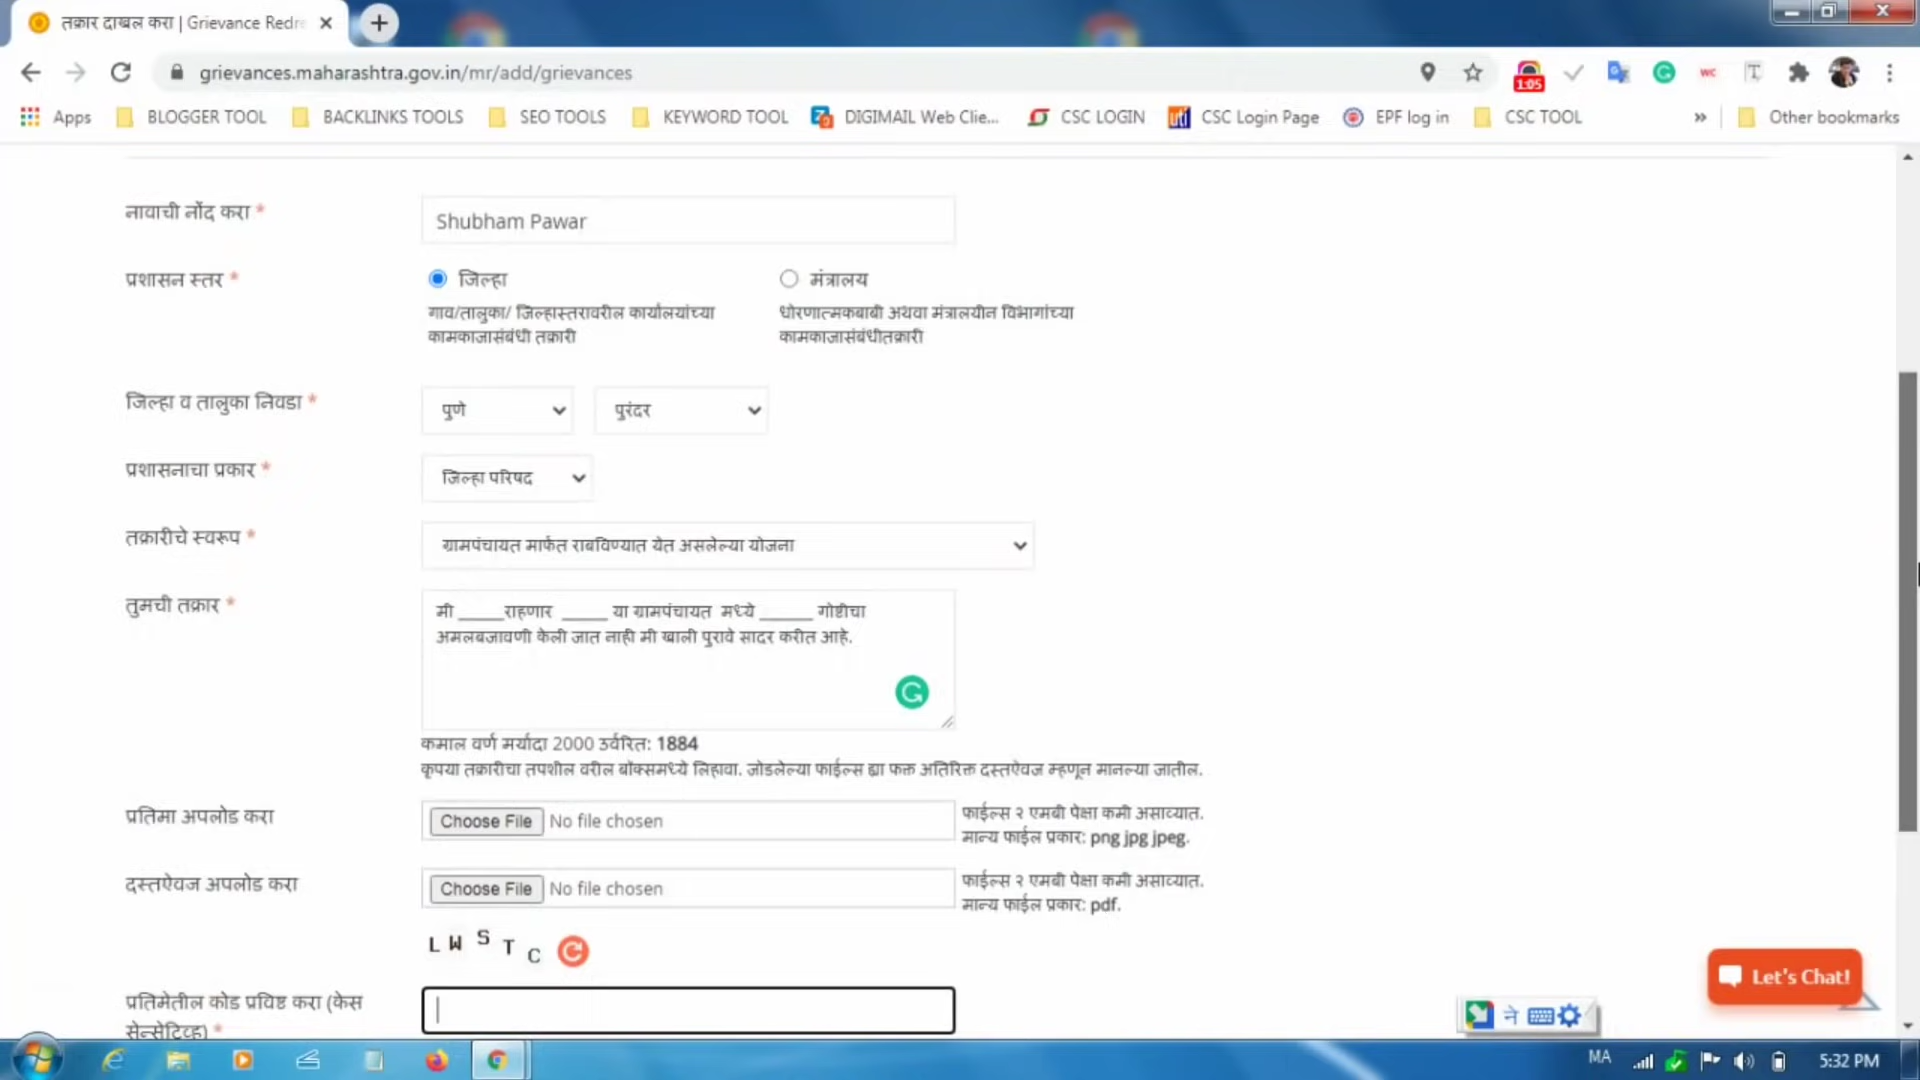 तक्रार दाखल करा | Grievance Redre
grievances.maharashtra.gov.in/mr/add/grievances
1:05
WC
Apps BLOGGER TOOL BACKLINKS TOOLS SEO TOOLS KEYWORD TOOL DIGIMAIL Web Clie... CSC LOGIN uti CSC Login Page EPF log in CSC TOOL » Other bookmarks
नावाची नोंद करा * Shubham Pawar
प्रशासन स्तर * जिल्हा मंत्रालय
गाव/तालुका/ जिल्हास्तरावरील कार्यालयांच्या धोरणात्मकबाबी अथवा मंत्रालयीन विभागांच्या
कामकाजासंबंधी तक्रारी कामकाजासंबंधीतक्रारी
जिल्हा व तालुका निवडा * पुणे पुरंदर
प्रशासनाचा प्रकार * जिल्हा परिषद
तक्रारीचे स्वरूप * ग्रामपंचायत मार्फत राबविण्यात येत असलेल्या योजना
तुमची तक्रार * मी _____राहणार _____ या ग्रामपंचायत मध्ये ______ गोष्टीचा
अमलबजावणी केली जात नाही मी खाली पुरावे सादर करीत आहे.
कमाल वर्ण मर्यादा 2000 उर्वरित: 1884
कृपया तक्रारीचा तपशील वरील बॉक्समध्ये लिहावा. जोडलेल्या फाईल्स ह्या फक्त अतिरिक्त दस्तऐवज म्हणून मानल्या जातील.
प्रतिमा अपलोड करा Choose File No file chosen फाईल्स २ एमबी पेक्षा कमी असाव्यात.
मान्य फाईल प्रकार: png jpg jpeg.
दस्तऐवज अपलोड करा Choose File No file chosen फाईल्स २ एमबी पेक्षा कमी असाव्यात.
मान्य फाईल प्रकार: pdf.
L W S T C
Let's Chat!
प्रतिमेतील कोड प्रविष्ट करा (केस
सेन्सेटिव्ह) *
ने
MA 5:32 PM